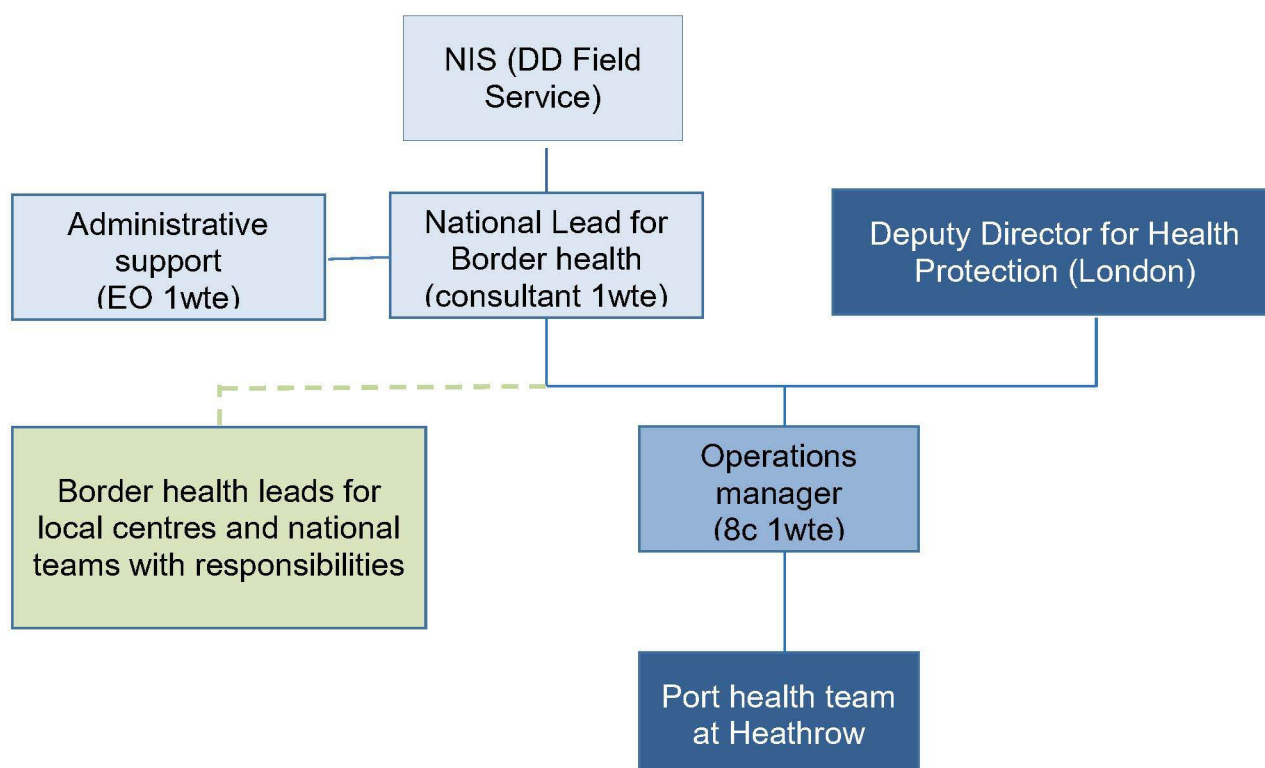 NIS (DD Field
Service)
Administrative
support
(EO 1wte)
National Lead for
Border health
(consultant 1wte)
Deputy Director for Health
Protection (London)
Border health leads for
local centres and national
teams with responsibilities
Operations
manager
(8c 1wte)
Port health team
at Heathrow